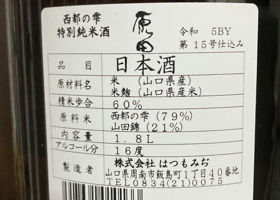 西都の雫
特別純米酒
原田
令和 5BY
第15号仕込み
品目 日本酒
原材料名 米(山口県産)
米麹(山口県産米)
精米歩合 60%
原料米 西都の雫(79%)
山田錦(21%)
内容量 1.8L
アルコール分 16度
製造者 株式会社はつもみぢ
山口県周南市飯島町1丁目40番地
TEL0834(21)0075